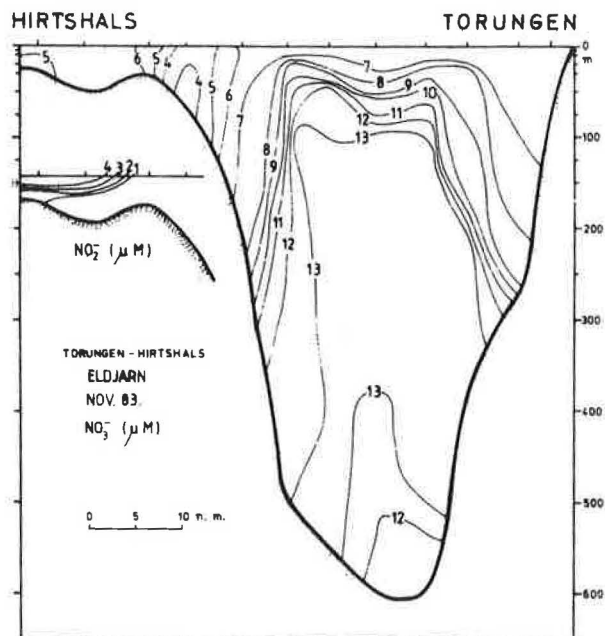 HIRTSHALS TORUNGEN
5 6 5 4 4 5 6 7 7 8 9 10 0
m
8 9 12 11 13 100
4 3 2 1
11 12 13 200
NO₂⁻ (µM)
300
TORUNGEN - HIRTSHALS
ELDJARN
NOV. 83.
NO₃⁻ (µM)
13 400
0 5 10 n. m.
12 500
600